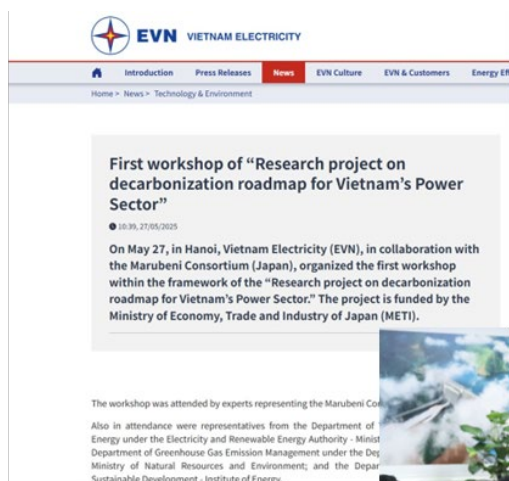 EVN VIETNAM ELECTRICITY
Introduction Press Releases News EVN Culture EVN & Customers Energy
Home > News > Technology & Environment
First workshop of “Research project on
decarbonization roadmap for Vietnam’s Power
Sector”
10:39, 27/05/2025
On May 27, in Hanoi, Vietnam Electricity (EVN), in collaboration with
the Marubeni Consortium (Japan), organized the first workshop
within the framework of the “Research project on decarbonization
roadmap for Vietnam’s Power Sector.” The project is funded by the
Ministry of Economy, Trade and Industry of Japan (METI).
The workshop was attended by experts representing the Marubeni
Also in attendance were representatives from the Department of
Energy under the Electricity and Renewable Energy Authority -
Department of Greenhouse Gas Emission Management under the
Ministry of Natural Resources and Environment; and the
Sustainable Development - Institute of Energy.